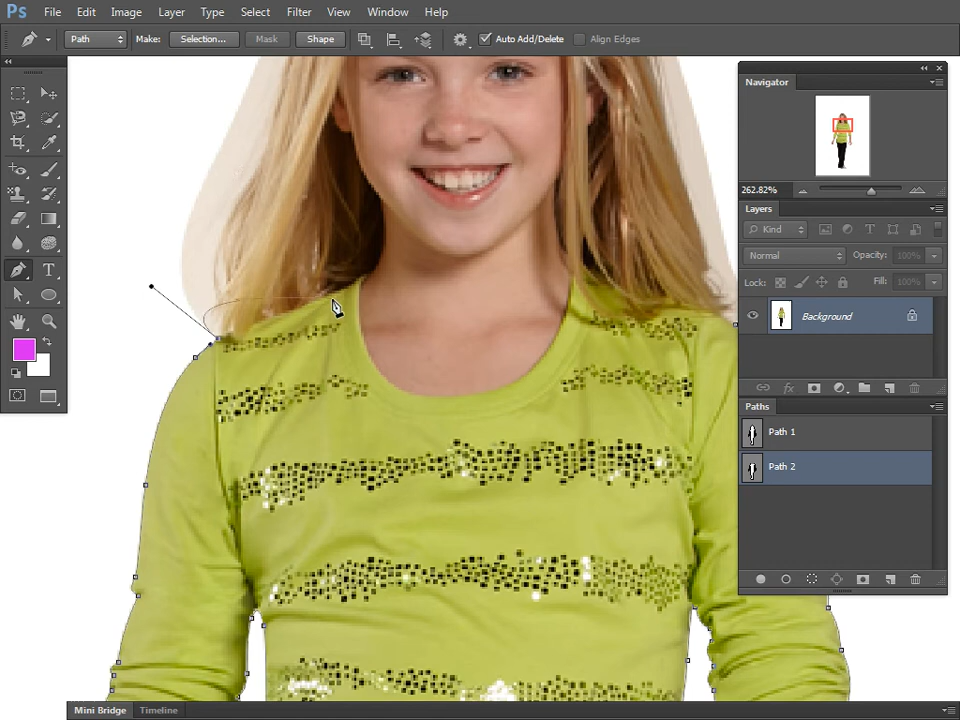 Ps File Edit Image Layer Type Select Filter View Window Help
Path Make: Selection... Mask Shape Auto Add/Delete Align Edges
Navigator
262.82%
Layers
Kind
Normal Opacity: 100%
Lock: Fill: 100%
Background
fx
Paths
Path 1
Path 2
Mini Bridge Timeline